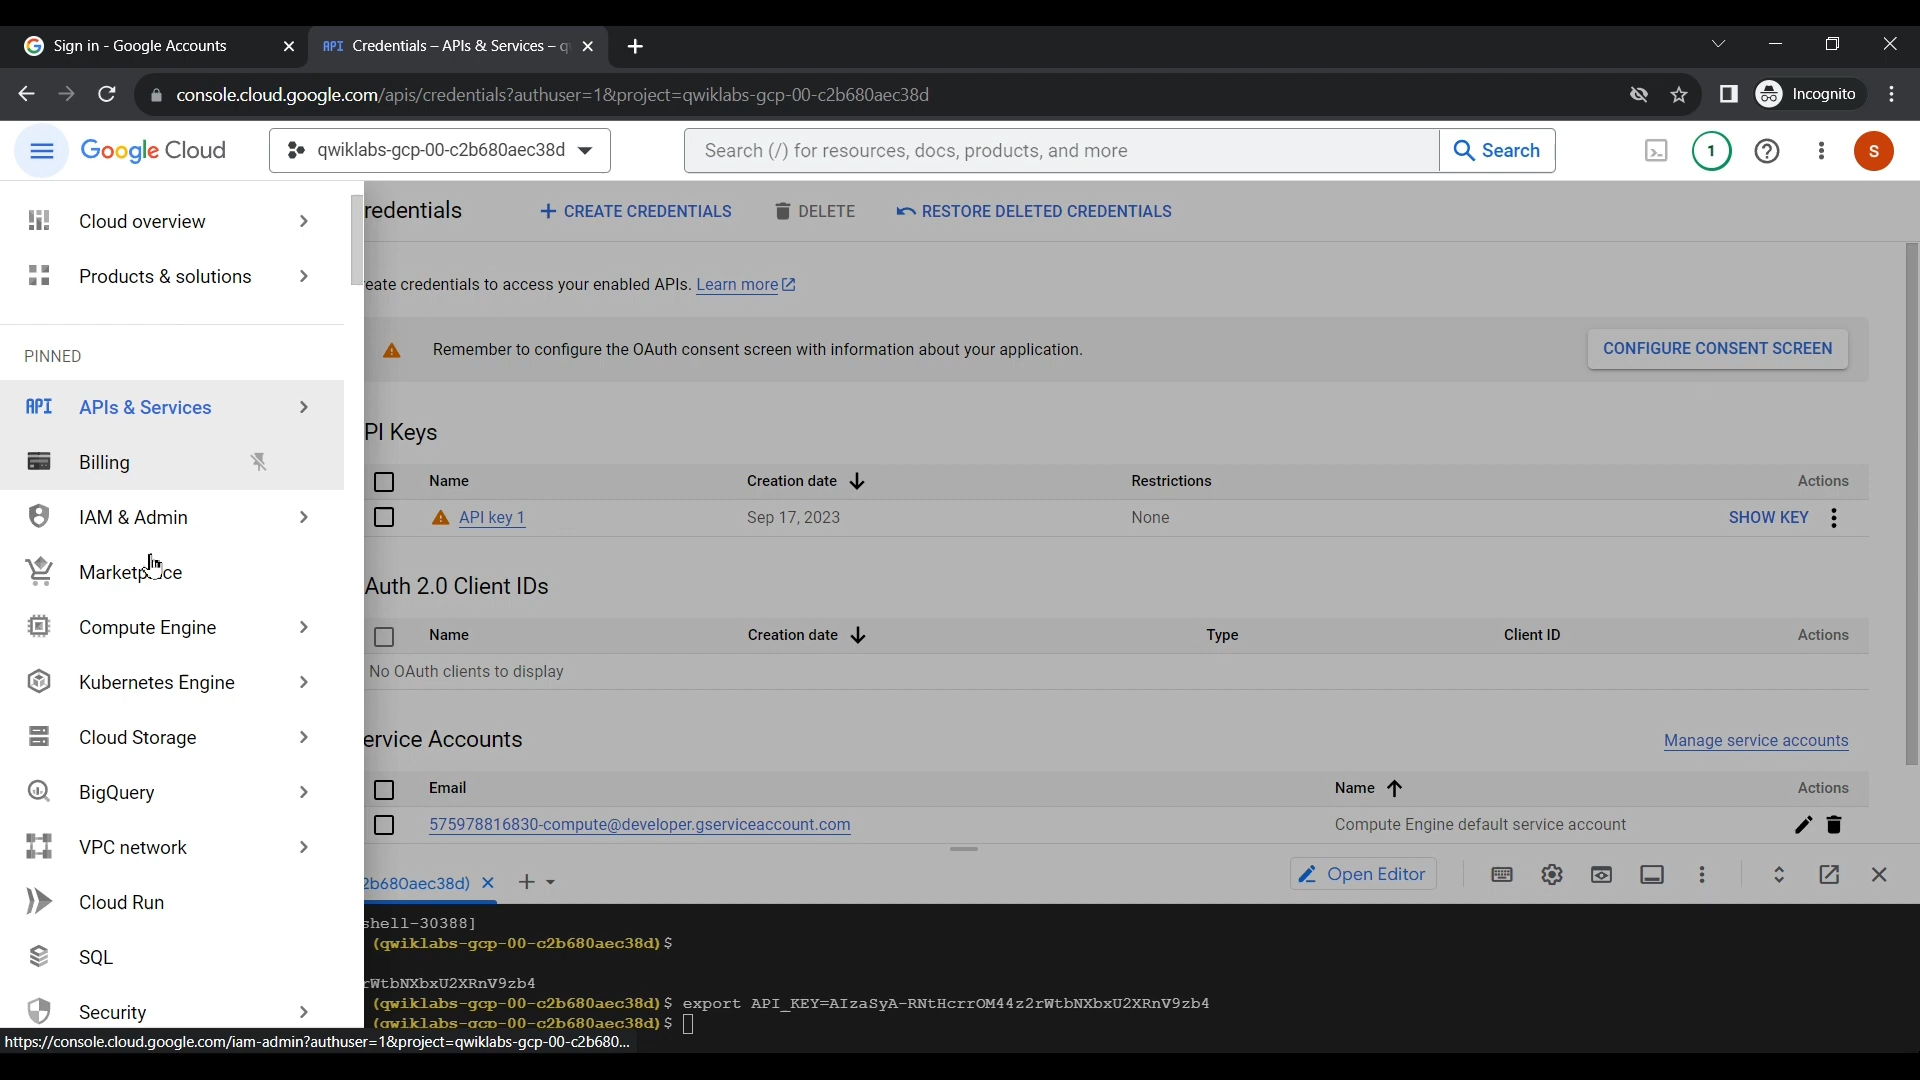 Sign in - Google Accounts
API Credentials – APIs & Services – q
console.cloud.google.com/apis/credentials?authuser=1&project=qwiklabs-gcp-00-c2b680aec38d
Incognito
Google Cloud
qwiklabs-gcp-00-c2b680aec38d
Search (/) for resources, docs, products, and more
Search
1
S
Cloud overview
Products & solutions
PINNED
API APIs & Services
Billing
IAM & Admin
Marketplace
Compute Engine
Kubernetes Engine
Cloud Storage
BigQuery
VPC network
Cloud Run
SQL
Security
redentials
CREATE CREDENTIALS
DELETE
RESTORE DELETED CREDENTIALS
reate credentials to access your enabled APIs. Learn more
Remember to configure the OAuth consent screen with information about your application.
CONFIGURE CONSENT SCREEN
PI Keys
Name Creation date Restrictions Actions
API key 1 Sep 17, 2023 None SHOW KEY
Auth 2.0 Client IDs
Name Creation date Type Client ID Actions
No OAuth clients to display
ervice Accounts
Manage service accounts
Email Name Actions
575978816830-compute@developer.gserviceaccount.com Compute Engine default service account
2b680aec38d)
Open Editor
shell-30388]
(qwiklabs-gcp-00-c2b680aec38d)$
rWtbNXbxU2XRnV9zb4
(qwiklabs-gcp-00-c2b680aec38d)$ export API_KEY=AIzaSyA-RNtHcrrOM44z2rWtbNXbxU2XRnV9zb4
(qwiklabs-gcp-00-c2b680aec38d)$
https://console.cloud.google.com/iam-admin?authuser=1&project=qwiklabs-gcp-00-c2b680...